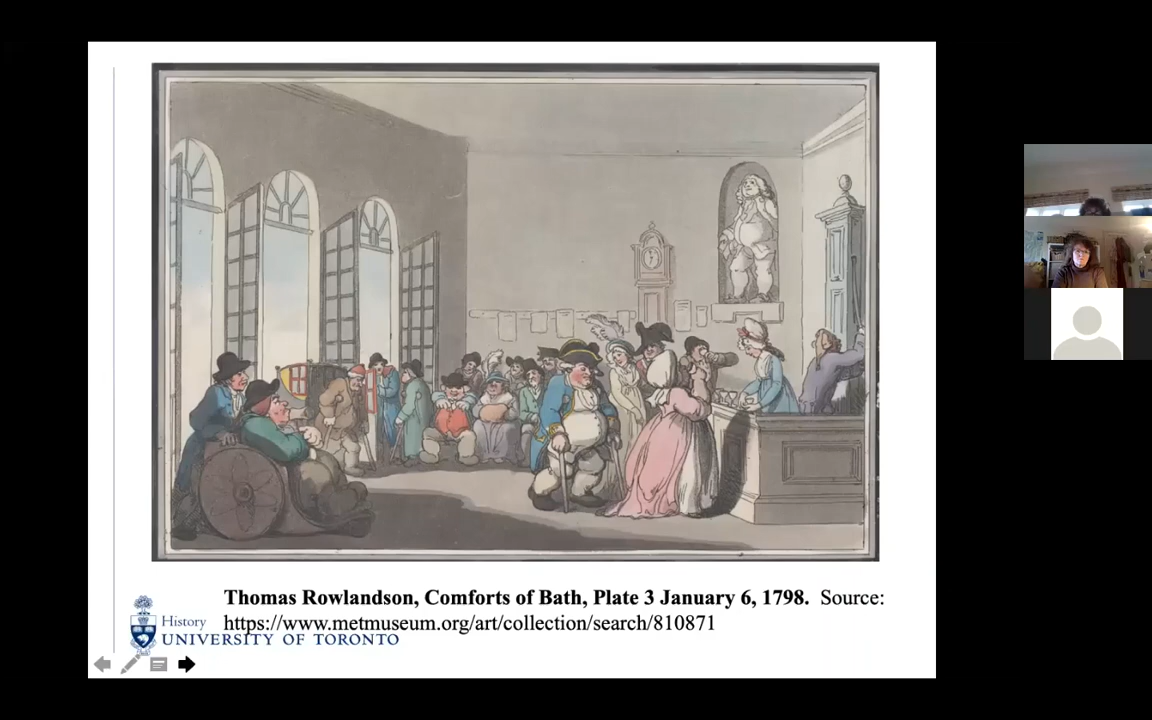 Thomas Rowlandson, Comforts of Bath, Plate 3 January 6, 1798. Source:
https://www.metmuseum.org/art/collection/search/810871
History
UNIVERSITY OF TORONTO